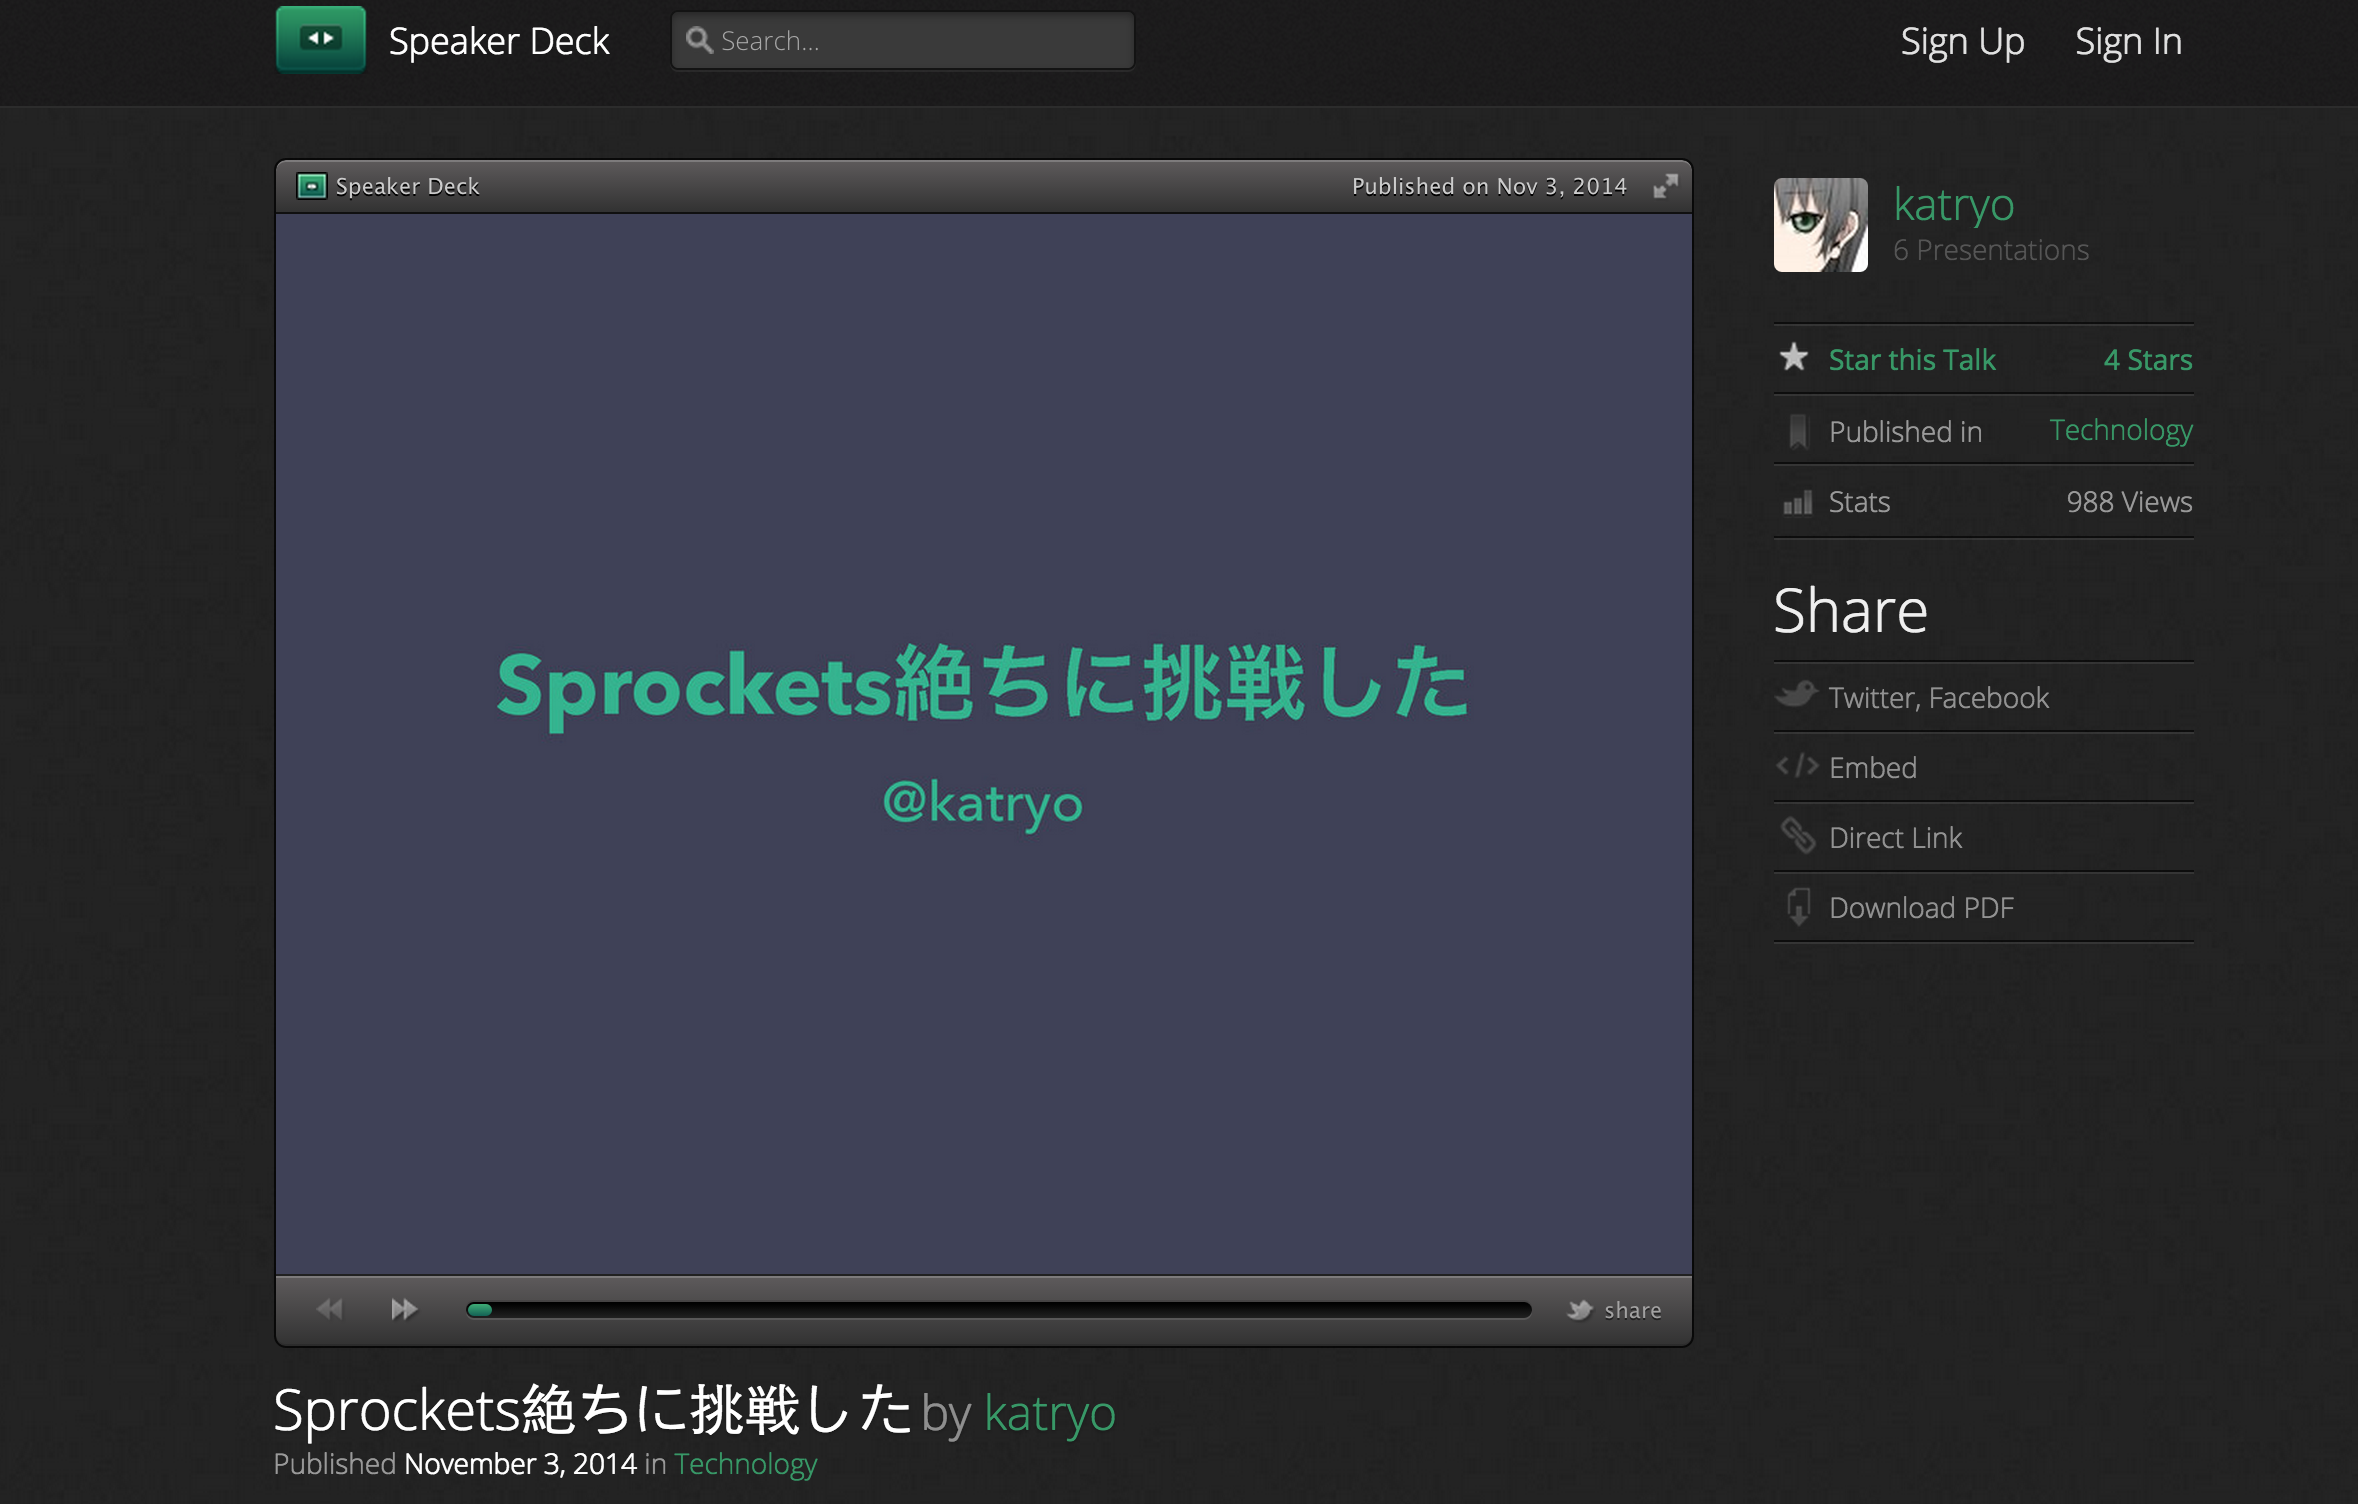 Speaker Deck
Search...
Sign Up
Sign In
Speaker Deck
Published on Nov 3, 2014
Sprockets絶ちに挑戦した
@katryo
share
Sprockets絶ちに挑戦した by katryo
Published November 3, 2014 in Technology
katryo
6 Presentations
Star this Talk 4 Stars
Published in Technology
Stats 988 Views
Share
Twitter, Facebook
Embed
Direct Link
Download PDF